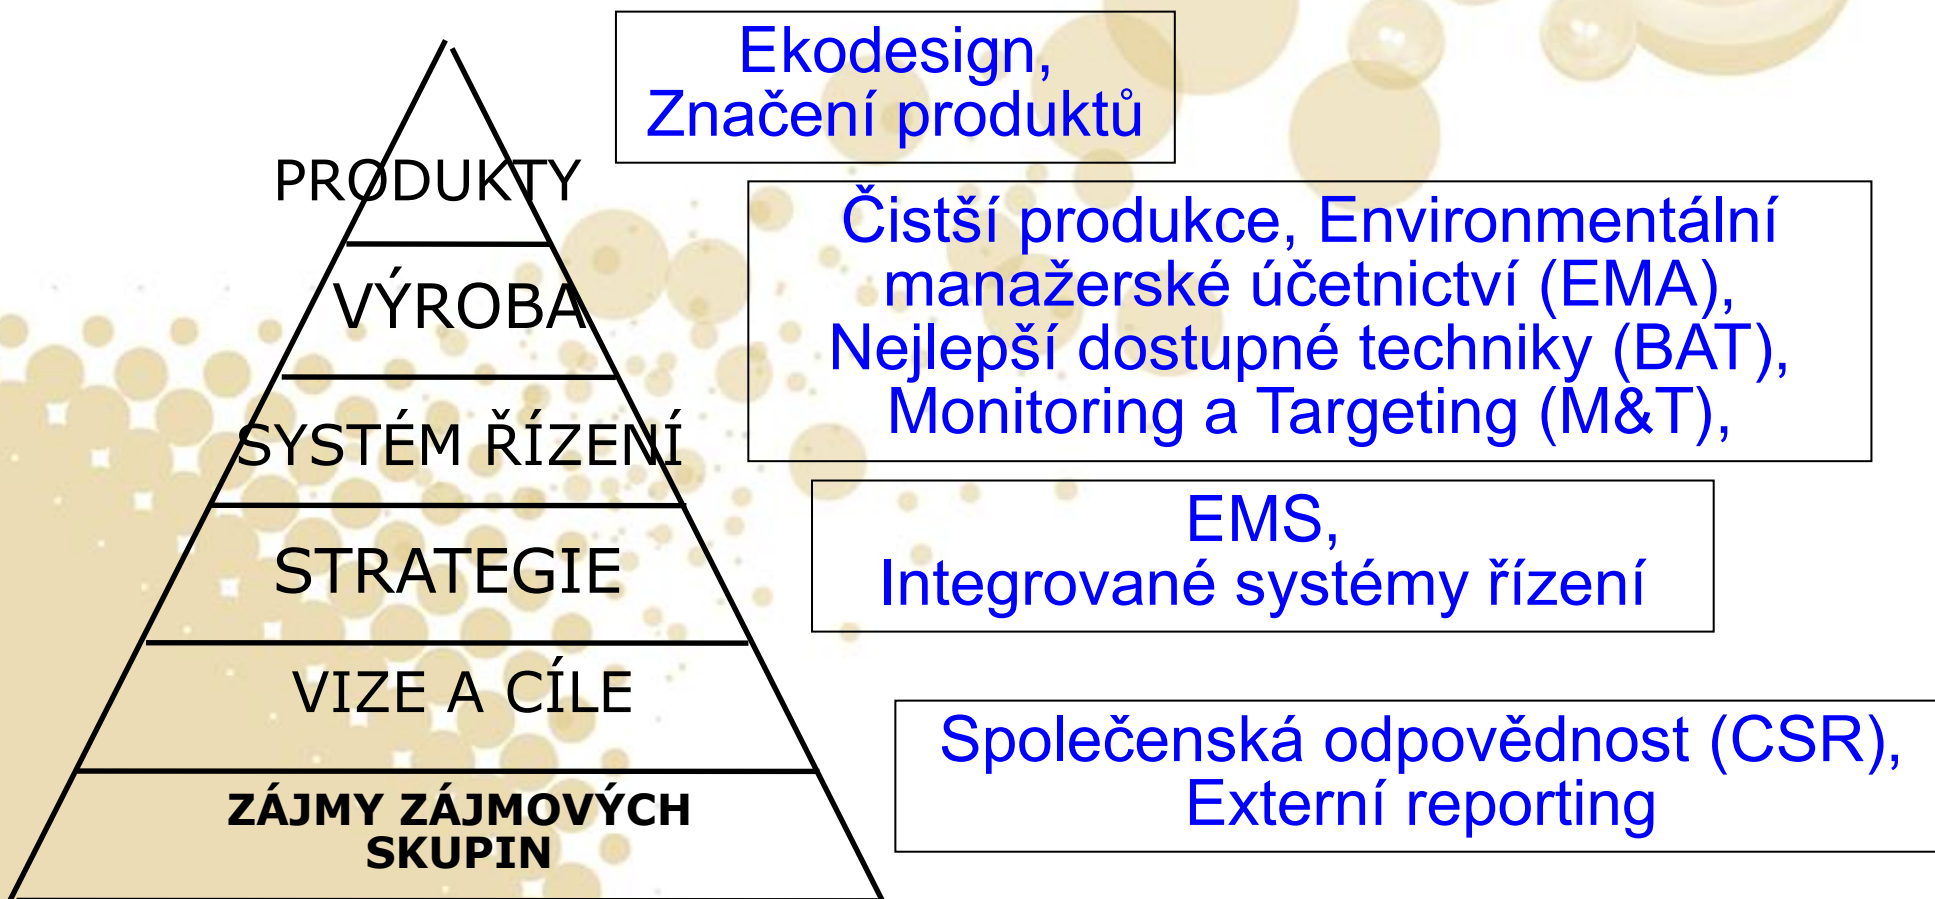 Ekodesign,
Značení produktů
PRODUKTY
Čistší produkce, Environmentální
manažerské účetnictví (EMA),
Nejlepší dostupné techniky (BAT),
Monitoring a Targeting (M&T),
VÝROBA
SYSTÉM ŘÍZENÍ
EMS,
Integrované systémy řízení
STRATEGIE
VIZE A CÍLE
Společenská odpovědnost (CSR),
Externí reporting
ZÁJMY ZÁJMOVÝCH
SKUPIN